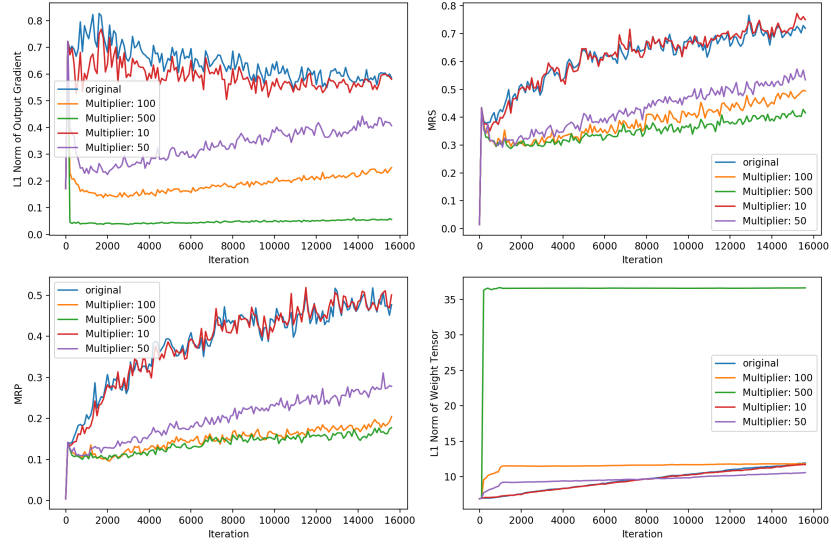 L1 Norm of Output Gradient
0.8
0.7
0.6
0.5
0.4
0.3
0.2
0.1
0.0
original
Multiplier: 100
Multiplier: 500
Multiplier: 10
Multiplier: 50
0 2000 4000 6000 8000 10000 12000 14000 16000
Iteration
MRS
0.8
0.7
0.6
0.5
0.4
0.3
0.2
0.1
0.0
original
Multiplier: 100
Multiplier: 500
Multiplier: 10
Multiplier: 50
0 2000 4000 6000 8000 10000 12000 14000 16000
Iteration
MRP
0.5
0.4
0.3
0.2
0.1
0.0
original
Multiplier: 100
Multiplier: 500
Multiplier: 10
Multiplier: 50
0 2000 4000 6000 8000 10000 12000 14000 16000
Iteration
L1 Norm of Weight Tensor
35
30
25
20
15
10
original
Multiplier: 100
Multiplier: 500
Multiplier: 10
Multiplier: 50
0 2000 4000 6000 8000 10000 12000 14000 16000
Iteration